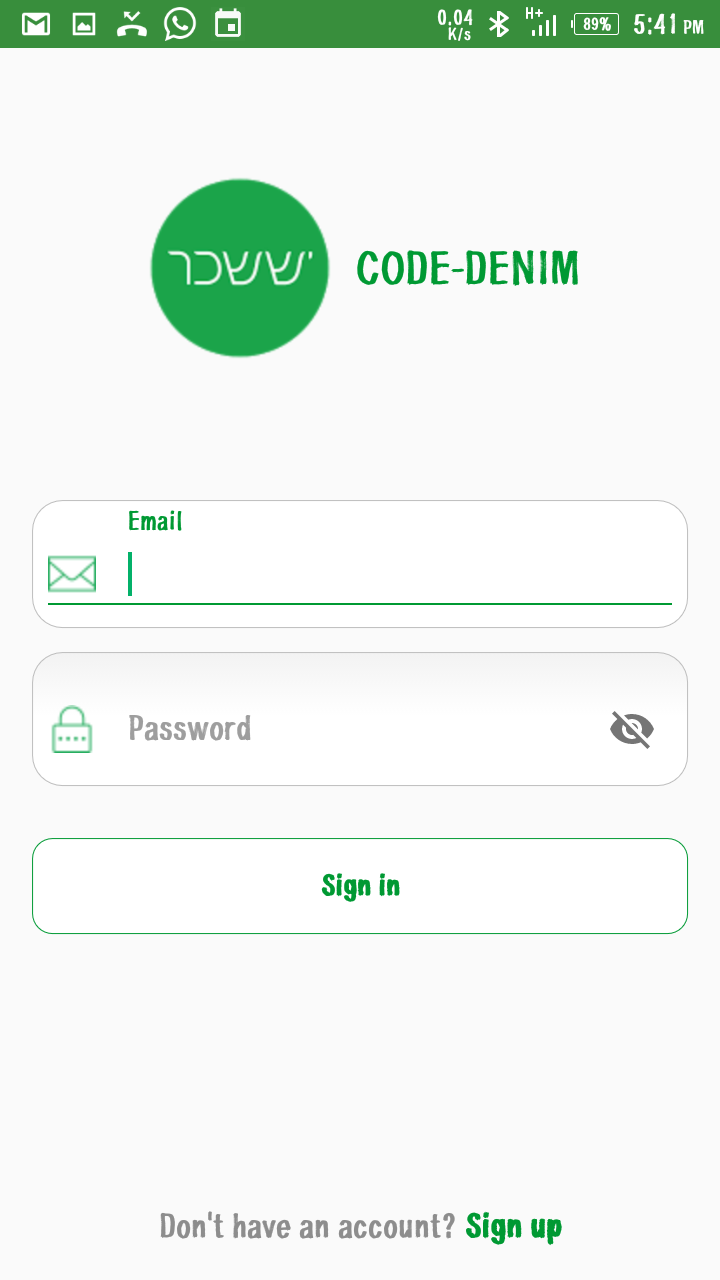 0.04 K/s H+ 89% 5:41 PM
יששכר
CODE-DENIM
Email
Password
Sign in
Don't have an account? Sign up